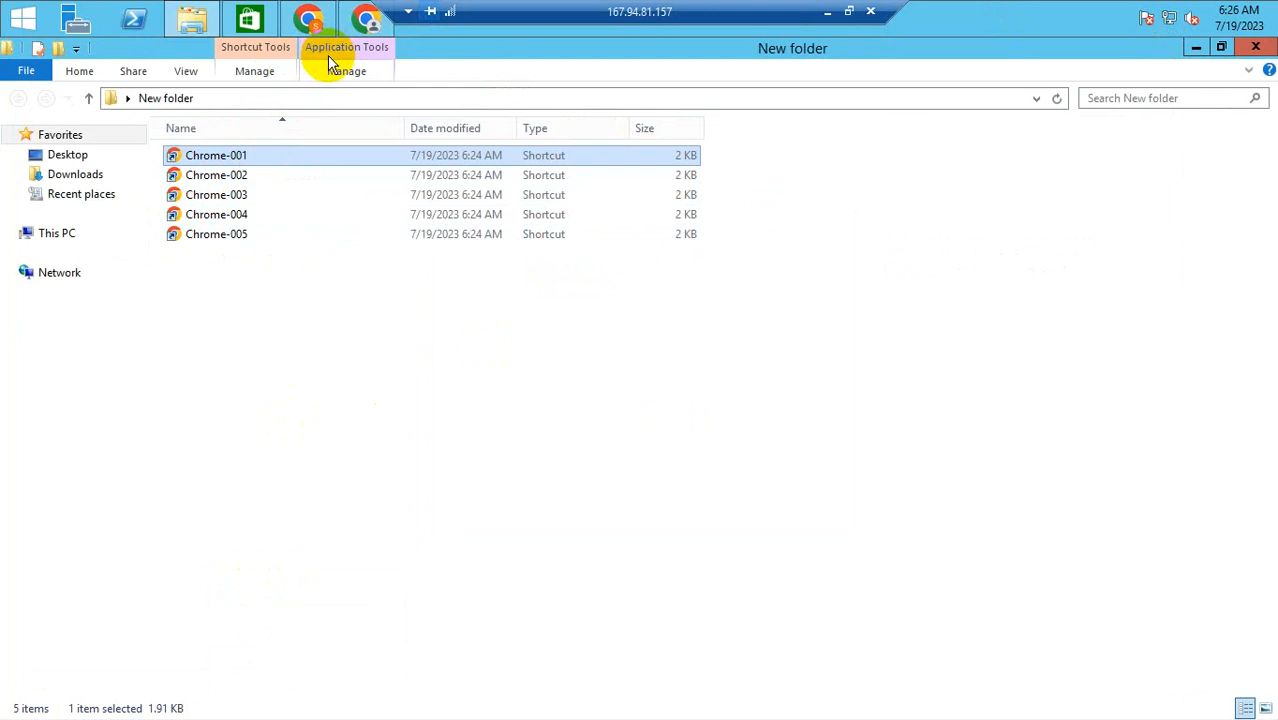 167.94.81.157
6:26 AM
7/19/2023
Shortcut Tools
Application Tools
New folder
File
Home
Share
View
Manage
Manage
New folder
Search New folder
Name
Date modified
Type
Size
Favorites
Desktop
Downloads
Recent places
This PC
Network
Chrome-001 7/19/2023 6:24 AM Shortcut 2 KB
Chrome-002 7/19/2023 6:24 AM Shortcut 2 KB
Chrome-003 7/19/2023 6:24 AM Shortcut 2 KB
Chrome-004 7/19/2023 6:24 AM Shortcut 2 KB
Chrome-005 7/19/2023 6:24 AM Shortcut 2 KB
5 items 1 item selected 1.91 KB